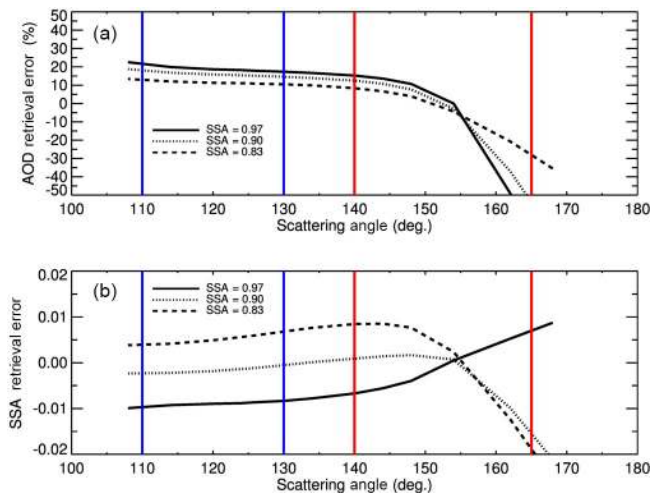 50
40
30
20
10
0
-10
-20
-30
-40
-50
AOD retrieval error (%)
(a)
SSA = 0.97
SSA = 0.90
SSA = 0.83
100 110 120 130 140 150 160 170 180
Scattering angle (deg.)
0.02
0.01
0.00
-0.01
-0.02
SSA retrieval error
(b)
SSA = 0.97
SSA = 0.90
SSA = 0.83
100 110 120 130 140 150 160 170 180
Scattering angle (deg.)